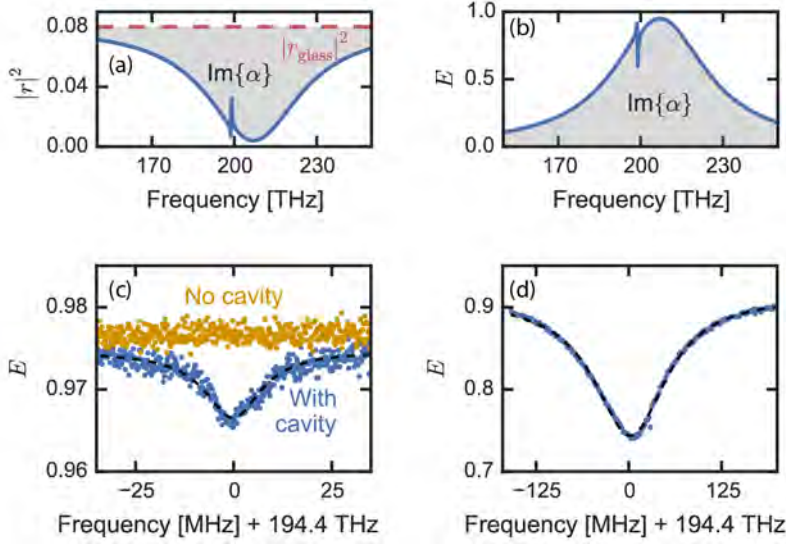 0.08
0.04
0.00
|r|²
(a)
|r_glass|²
Im{α}
170
200
230
Frequency [THz]
1.0
0.5
0.0
E
(b)
Im{α}
170
200
230
Frequency [THz]
0.98
0.97
0.96
E
(c)
No cavity
With
cavity
−25
0
25
Frequency [MHz] + 194.4 THz
0.9
0.8
0.7
E
(d)
−125
0
125
Frequency [MHz] + 194.4 THz